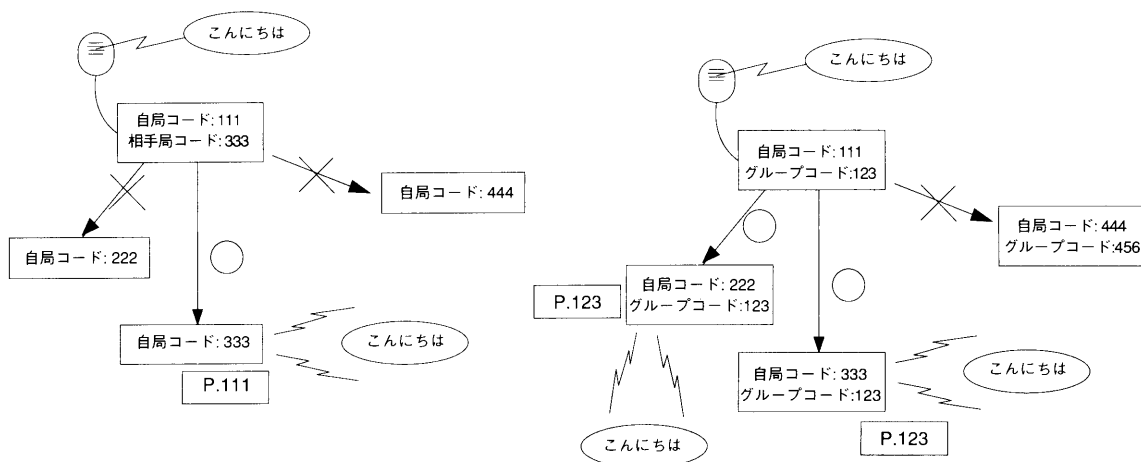 こんにちは
自局コード: 111
相手局コード: 333
自局コード: 444
自局コード: 222
自局コード: 333
こんにちは
P.111
こんにちは
自局コード: 111
グループコード:123
自局コード: 444
グループコード:456
P.123
自局コード: 222
グループコード:123
自局コード: 333
グループコード:123
こんにちは
こんにちは
P.123